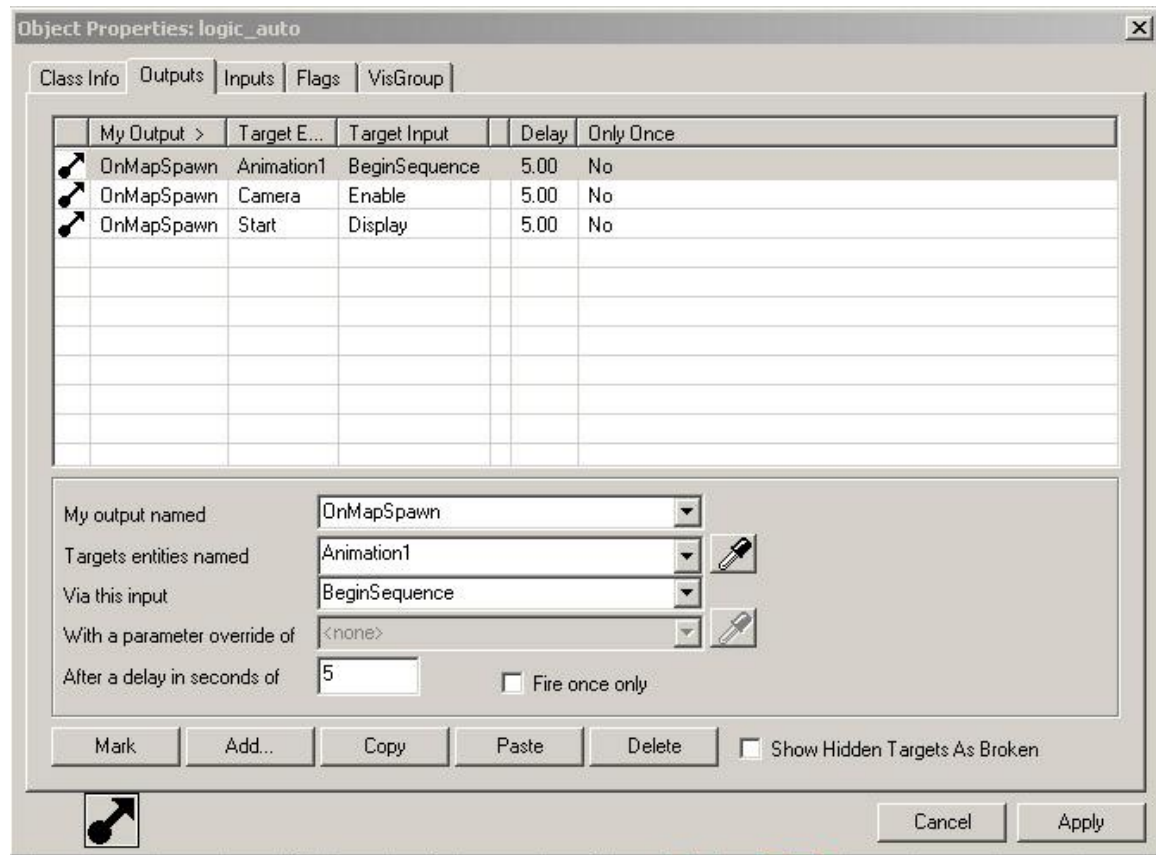 Object Properties: logic_auto
Class Info Outputs Inputs Flags VisGroup
My Output > Target E... Target Input Delay Only Once
OnMapSpawn Animation1 BeginSequence 5.00 No
OnMapSpawn Camera Enable 5.00 No
OnMapSpawn Start Display 5.00 No
My output named OnMapSpawn
Targets entities named Animation1
Via this input BeginSequence
With a parameter override of <none>
After a delay in seconds of 5 Fire once only
Mark Add... Copy Paste Delete Show Hidden Targets As Broken
Cancel Apply